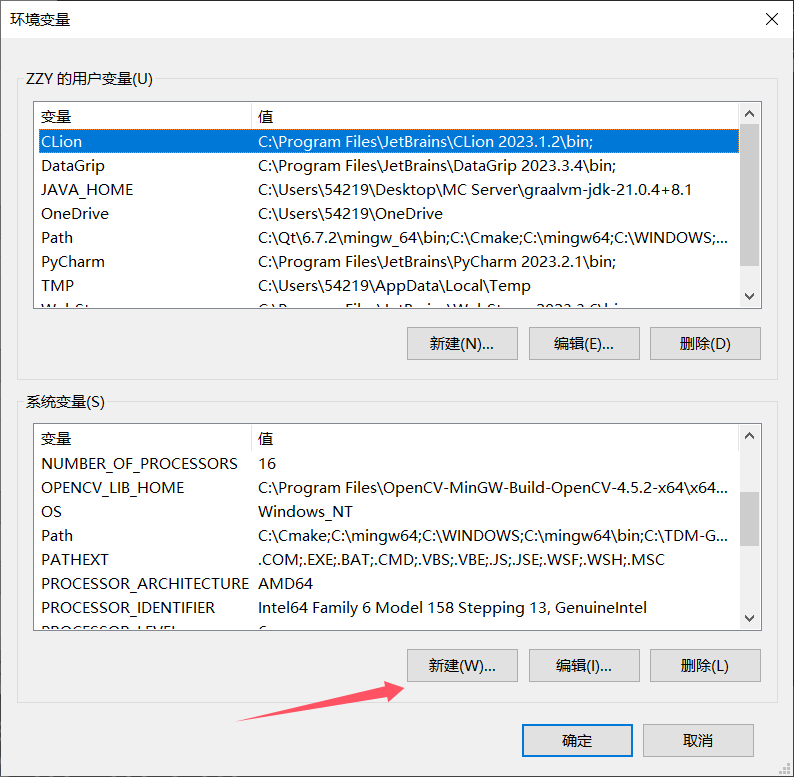 环境变量
ZZY 的用户变量(U)
变量 值
CLion C:\Program Files\JetBrains\CLion 2023.1.2\bin;
DataGrip C:\Program Files\JetBrains\DataGrip 2023.3.4\bin;
JAVA_HOME C:\Users\54219\Desktop\MC Server\graalvm-jdk-21.0.4+8.1
OneDrive C:\Users\54219\OneDrive
Path C:\Qt\6.7.2\mingw_64\bin;C:\Cmake;C:\mingw64;C:\WINDOWS;...
PyCharm C:\Program Files\JetBrains\PyCharm 2023.2.1\bin;
TMP C:\Users\54219\AppData\Local\Temp
新建(N)... 编辑(E)... 删除(D)
系统变量(S)
变量 值
NUMBER_OF_PROCESSORS 16
OPENCV_LIB_HOME C:\Program Files\OpenCV-MinGW-Build-OpenCV-4.5.2-x64\x64...
OS Windows_NT
Path C:\Cmake;C:\mingw64;C:\WINDOWS;C:\mingw64\bin;C:\TDM-G...
PATHEXT .COM;.EXE;.BAT;.CMD;.VBS;.VBE;.JS;.JSE;.WSF;.WSH;.MSC
PROCESSOR_ARCHITECTURE AMD64
PROCESSOR_IDENTIFIER Intel64 Family 6 Model 158 Stepping 13, GenuineIntel
新建(W)... 编辑(I)... 删除(L)
确定 取消